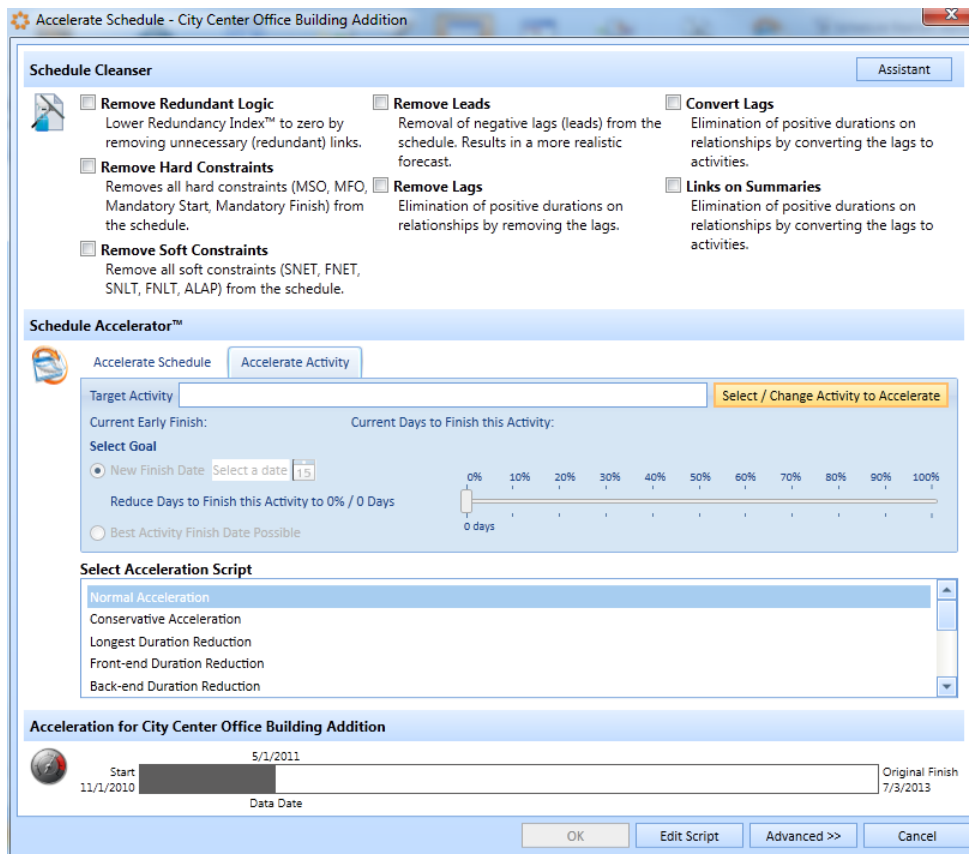 Accelerate Schedule - City Center Office Building Addition
Schedule Cleanser
Assistant
Remove Redundant Logic
Lower Redundancy Index™ to zero by
removing unnecessary (redundant) links.
Remove Hard Constraints
Removes all hard constraints (MSO, MFO,
Mandatory Start, Mandatory Finish) from
the schedule.
Remove Soft Constraints
Remove all soft constraints (SNET, FNET,
SNLT, FNLT, ALAP) from the schedule.
Remove Leads
Removal of negative lags (leads) from the
schedule. Results in a more realistic
forecast.
Remove Lags
Elimination of positive durations on
relationships by removing the lags.
Convert Lags
Elimination of positive durations on
relationships by converting the lags to
activities.
Links on Summaries
Elimination of positive durations on
relationships by converting the lags to
activities.
Schedule Accelerator™
Accelerate Schedule
Accelerate Activity
Target Activity
Select / Change Activity to Accelerate
Current Early Finish:
Current Days to Finish this Activity:
Select Goal
New Finish Date
Select a date
15
Reduce Days to Finish this Activity to 0% / 0 Days
0% 10% 20% 30% 40% 50% 60% 70% 80% 90% 100%
0 days
Best Activity Finish Date Possible
Select Acceleration Script
Normal Acceleration
Conservative Acceleration
Longest Duration Reduction
Front-end Duration Reduction
Back-end Duration Reduction
Acceleration for City Center Office Building Addition
5/1/2011
Start
11/1/2010
Original Finish
7/3/2013
Data Date
OK
Edit Script
Advanced >>
Cancel